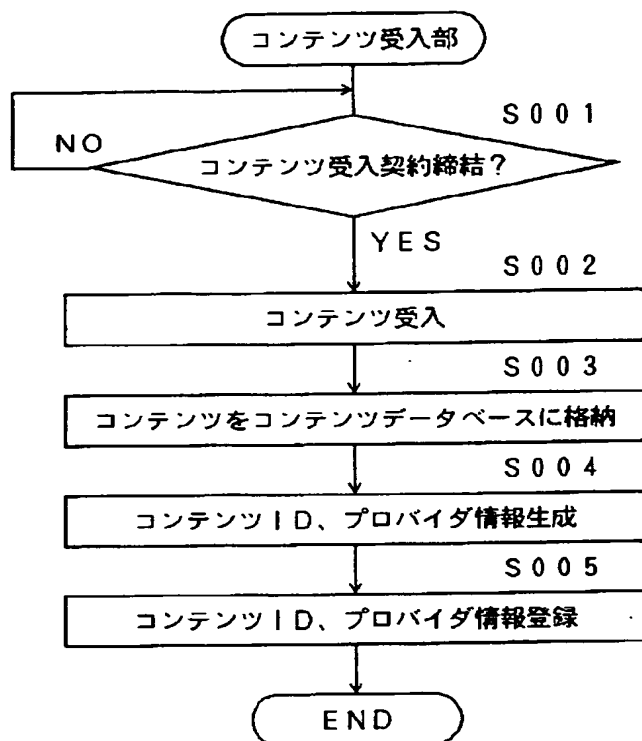 コンテンツ受入部
S001
NO
コンテンツ受入契約締結?
YES
S002
コンテンツ受入
S003
コンテンツをコンテンツデータベースに格納
S004
コンテンツID、プロバイダ情報生成
S005
コンテンツID、プロバイダ情報登録
END